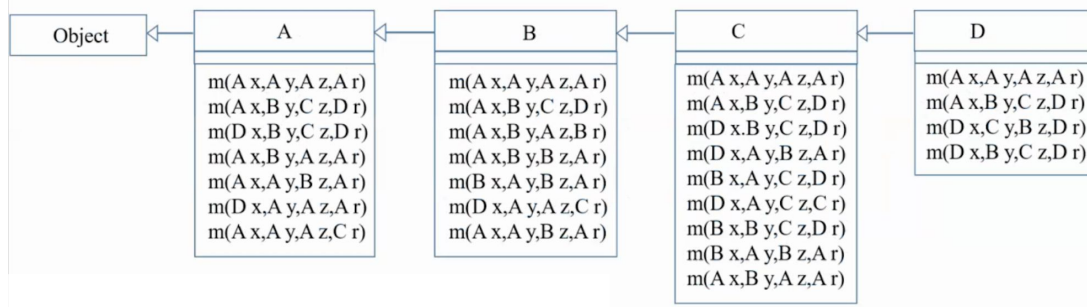 Object
A
m(A x,A y,A z,A r)
m(A x,B y,C z,D r)
m(D x,B y,C z,D r)
m(A x,B y,A z,A r)
m(A x,A y,B z,A r)
m(D x,A y,A z,A r)
m(A x,A y,A z,C r)
B
m(A x,A y,A z,A r)
m(A x,B y,C z,D r)
m(A x,B y,A z,B r)
m(A x,B y,B z,A r)
m(B x,A y,B z,A r)
m(D x,A y,A z,C r)
m(A x,A y,B z,A r)
C
m(A x,A y,A z,A r)
m(A x,B y,C z,D r)
m(D x.B y,C z,D r)
m(D x,A y,B z,A r)
m(B x,A y,C z,D r)
m(D x,A y,C z,C r)
m(B x,B y,C z,D r)
m(B x,A y,B z,A r)
m(A x,B y,A z,A r)
D
m(A x,A y,A z,A r)
m(A x,B y,C z,D r)
m(D x,C y,B z,D r)
m(D x,B y,C z,D r)